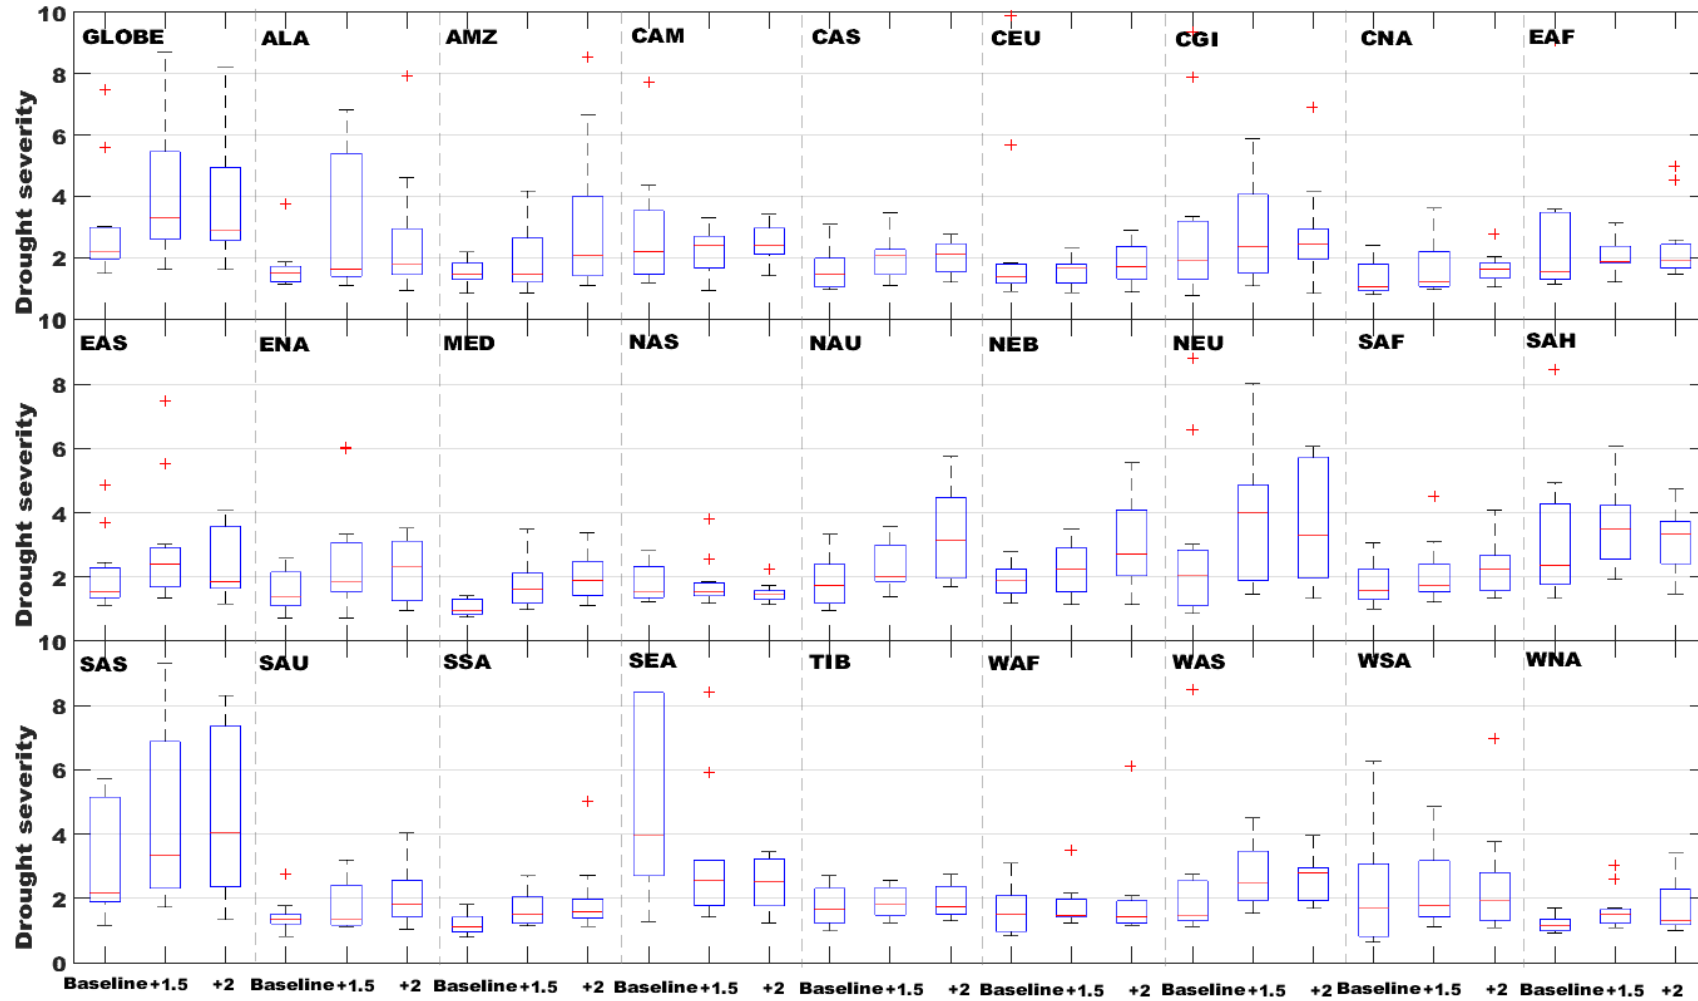 10
GLOBE ALA AMZ CAM CAS CEU CGI CNA EAF
8
6
4
2
Drought severity
10
EAS ENA MED NAS NAU NEB NEU SAF SAH
8
6
4
2
Drought severity
10
SAS SAU SSA SEA TIB WAF WAS WSA WNA
8
6
4
2
0
Drought severity
Baseline +1.5 +2 Baseline +1.5 +2 Baseline +1.5 +2 Baseline +1.5 +2 Baseline +1.5 +2 Baseline +1.5 +2 Baseline +1.5 +2 Baseline +1.5 +2 Baseline +1.5 +2